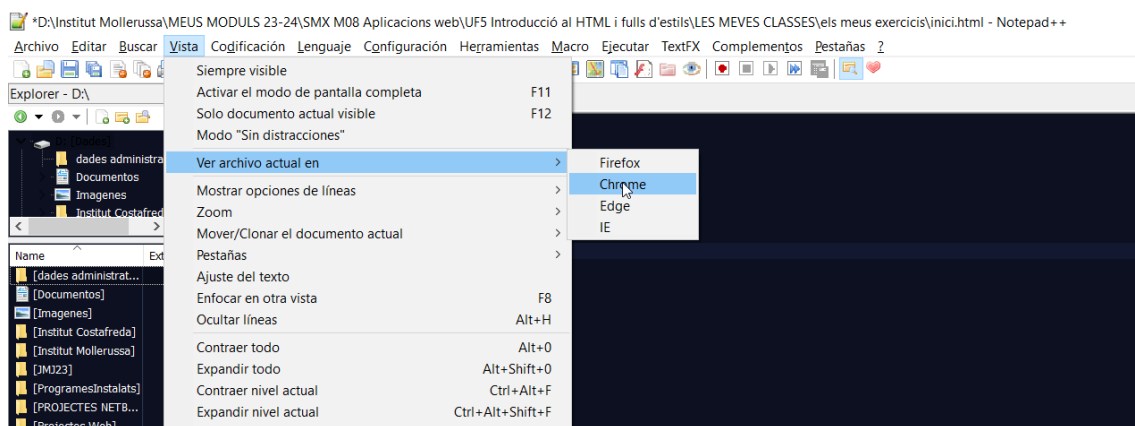 *D:\Institut Mollerussa\MEUS MODULS 23-24\SMX M08 Aplicacions web\UF5 Introducció al HTML i fulls d'estils\LES MEVES CLASSES\els meus exercicis\inici.html - Notepad++
Archivo Editar Buscar Vista Codificación Lenguaje Configuración Herramientas Macro Ejecutar TextFX Complementos Pestañas ?
Explorer - D:\
D: [Dades]
dades administra
Documentos
Imagenes
Institut Costafred
Name Ext
[dades administrat...
[Documentos]
[Imagenes]
[Institut Costafreda]
[Institut Mollerussa]
[JMJ23]
[ProgramesInstalats]
[PROJECTES NETB...
[Projectes Web]
Siempre visible
Activar el modo de pantalla completa F11
Solo documento actual visible F12
Modo "Sin distracciones"
Ver archivo actual en
Mostrar opciones de líneas
Zoom
Mover/Clonar el documento actual
Pestañas
Ajuste del texto
Enfocar en otra vista F8
Ocultar líneas Alt+H
Contraer todo Alt+0
Expandir todo Alt+Shift+0
Contraer nivel actual Ctrl+Alt+F
Expandir nivel actual Ctrl+Alt+Shift+F
Firefox
Chrome
Edge
IE